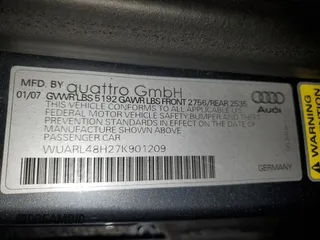 MFD. BY quattro GmbH
01/07 GVWR LBS 5192 GAWR LBS FRONT 2756/REAR 2535
THIS VEHICLE CONFORMS TO ALL APPLICABLE
FEDERAL MOTOR VEHICLE SAFETY, BUMPER, AND THEFT
PREVENTION STANDARDS IN EFFECT ON THE DATE OF
MANUFACTURE SHOWN ABOVE
PASSENGER CAR
Audi
WUARL48H27K901209
GERMANY